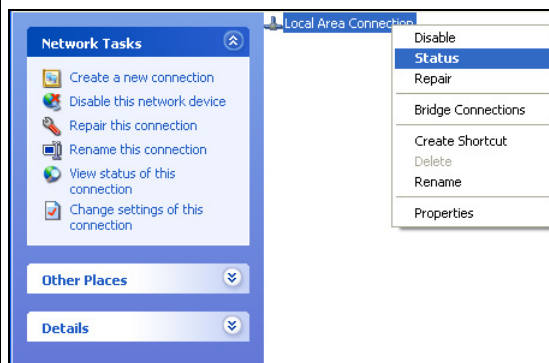 Network Tasks
Create a new connection
Disable this network device
Repair this connection
Rename this connection
View status of this
connection
Change settings of this
connection
Other Places
Details
Local Area Connection
Disable
Status
Repair
Bridge Connections
Create Shortcut
Delete
Rename
Properties